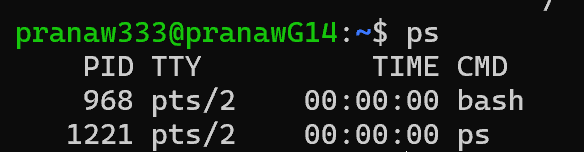 pranaw333@pranawG14:~$ ps
    PID TTY          TIME CMD
    968 pts/2    00:00:00 bash
   1221 pts/2    00:00:00 ps